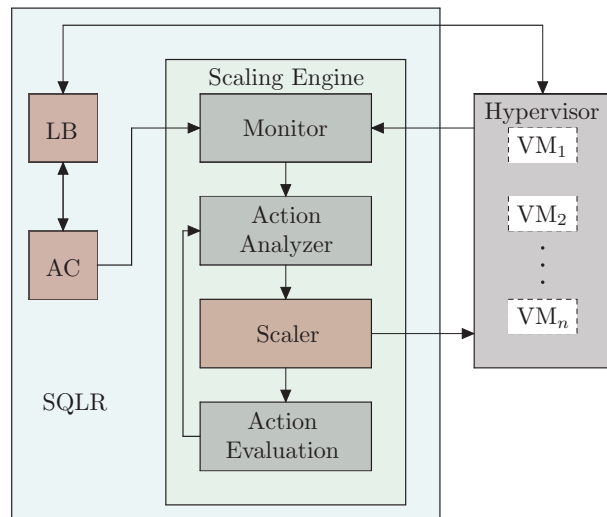 Scaling Engine
LB
Monitor
Hypervisor
VM₁
Action
Analyzer
VM₂
AC
Scaler
VMₙ
SQLR
Action
Evaluation